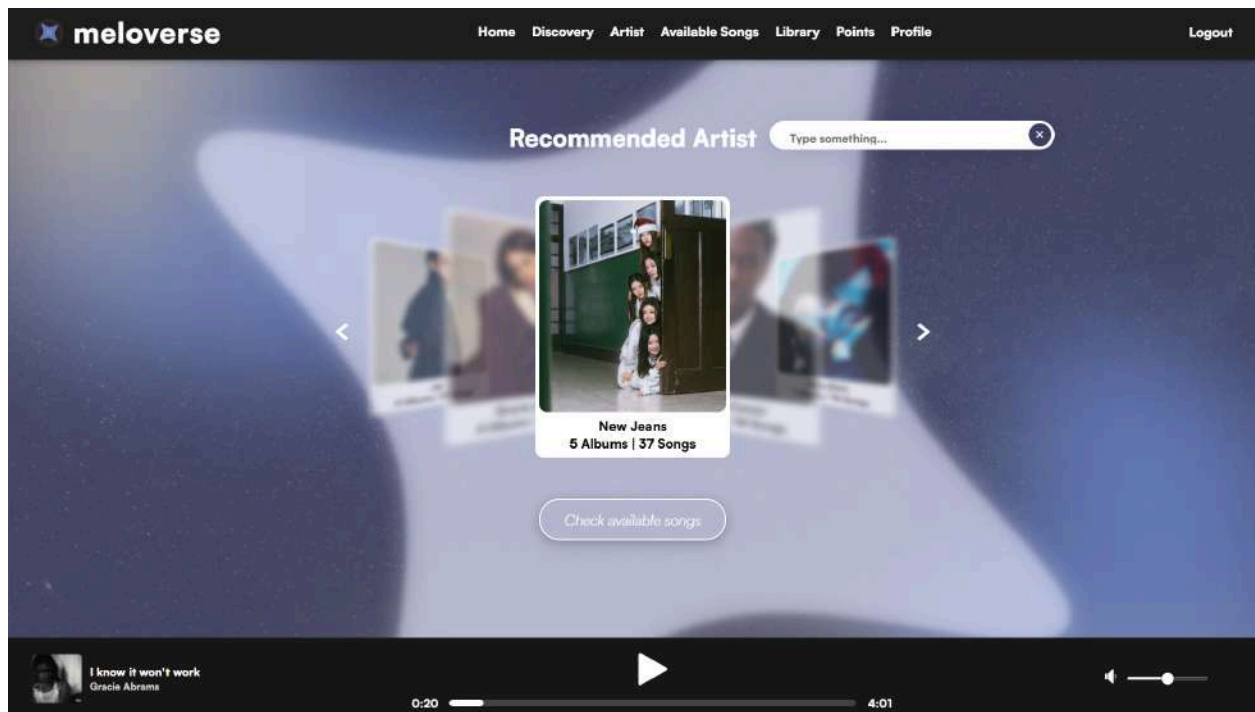 meloverse
Home Discovery Artist Available Songs Library Points Profile
Logout
Recommended Artist
Type something...
New Jeans
5 Albums | 37 Songs
Check available songs
I know it won't work
Gracie Abrams
0:20
4:01